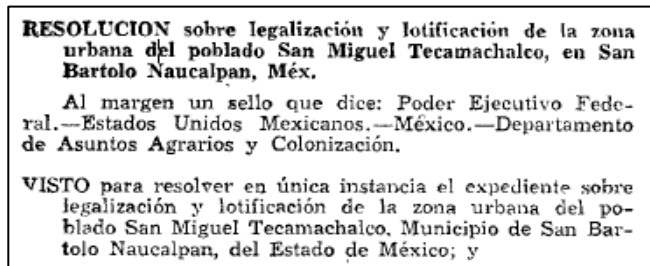 RESOLUCION sobre legalización y lotificación de la zona
urbana del poblado San Miguel Tecamachalco, en San
Bartolo Naucalpan, Méx.
Al margen un sello que dice: Poder Ejecutivo Fede-
ral.—Estados Unidos Mexicanos.—México.—Departamento
de Asuntos Agrarios y Colonización.
VISTO para resolver en única instancia el expediente sobre
legalización y lotificación de la zona urbana del po-
blado San Miguel Tecamachalco, Municipio de San Bar-
tolo Naucalpan, del Estado de México; y